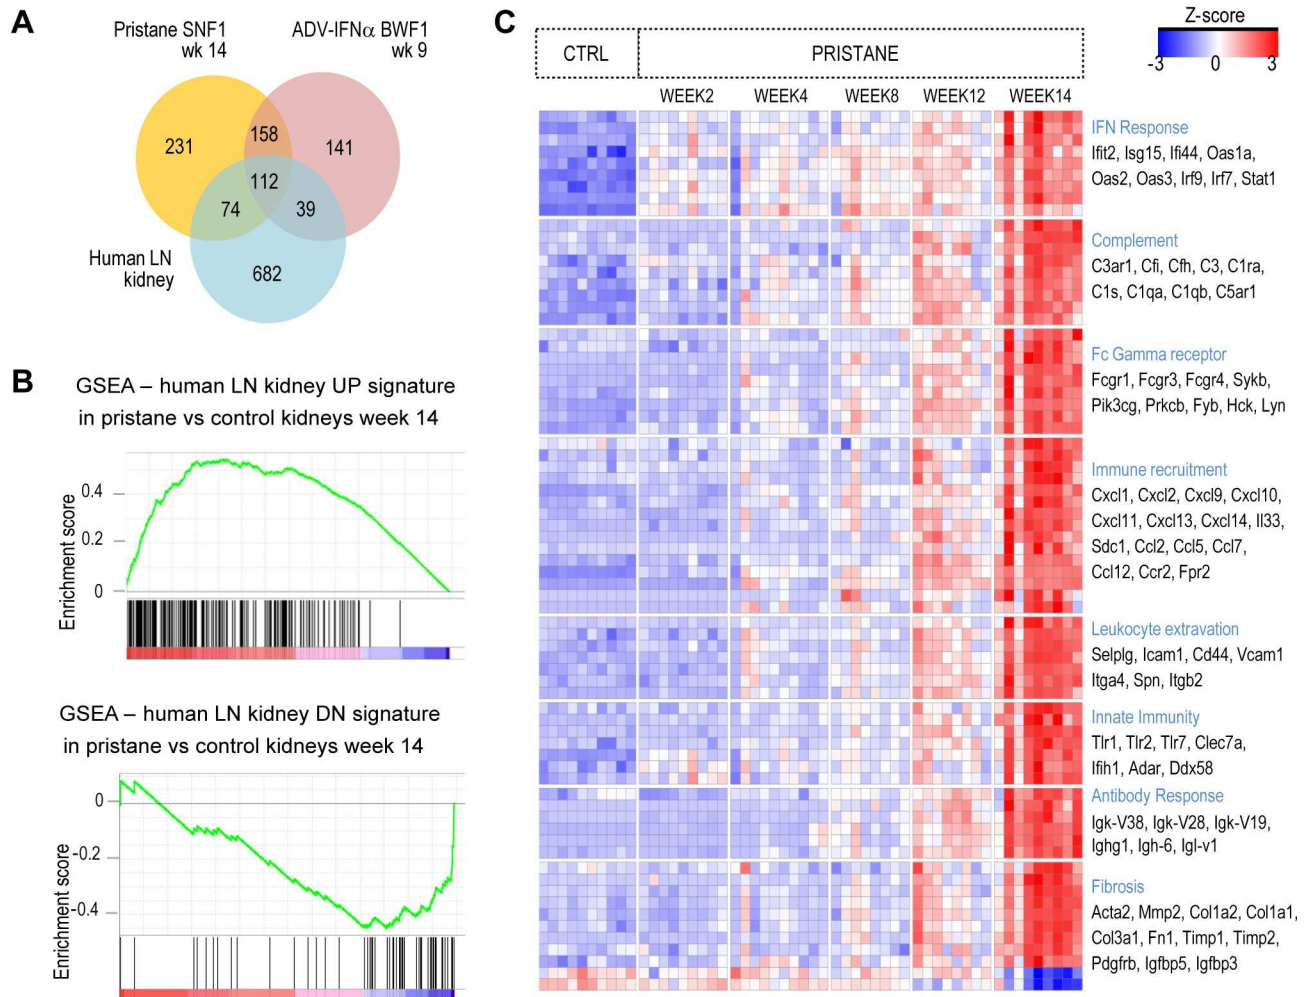 A
Pristane SNF1
wk 14
ADV-IFNα BWF1
wk 9
231
158
141
112
74
39
Human LN
kidney
682
B
GSEA – human LN kidney UP signature
in pristane vs control kidneys week 14
Enrichment score
0.4
0.2
0
GSEA – human LN kidney DN signature
in pristane vs control kidneys week 14
Enrichment score
0
-0.2
-0.4
C
Z-score
-3 0 3
CTRL PRISTANE
WEEK2 WEEK4 WEEK8 WEEK12 WEEK14
IFN Response
Ifit2, Isg15, Ifi44, Oas1a,
Oas2, Oas3, Irf9, Irf7, Stat1
Complement
C3ar1, Cfi, Cfh, C3, C1ra,
C1s, C1qa, C1qb, C5ar1
Fc Gamma receptor
Fcgr1, Fcgr3, Fcgr4, Sykb,
Pik3cg, Prkcb, Fyb, Hck, Lyn
Immune recruitment
Cxcl1, Cxcl2, Cxcl9, Cxcl10,
Cxcl11, Cxcl13, Cxcl14, Il33,
Sdc1, Ccl2, Ccl5, Ccl7,
Ccl12, Ccr2, Fpr2
Leukocyte extravation
Selplg, Icam1, Cd44, Vcam1
Itga4, Spn, Itgb2
Innate Immunity
Tlr1, Tlr2, Tlr7, Clec7a,
Ifih1, Adar, Ddx58
Antibody Response
Igk-V38, Igk-V28, Igk-V19,
Ighg1, Igh-6, Igl-v1
Fibrosis
Acta2, Mmp2, Col1a2, Col1a1,
Col3a1, Fn1, Timp1, Timp2,
Pdgfrb, Igfbp5, Igfbp3